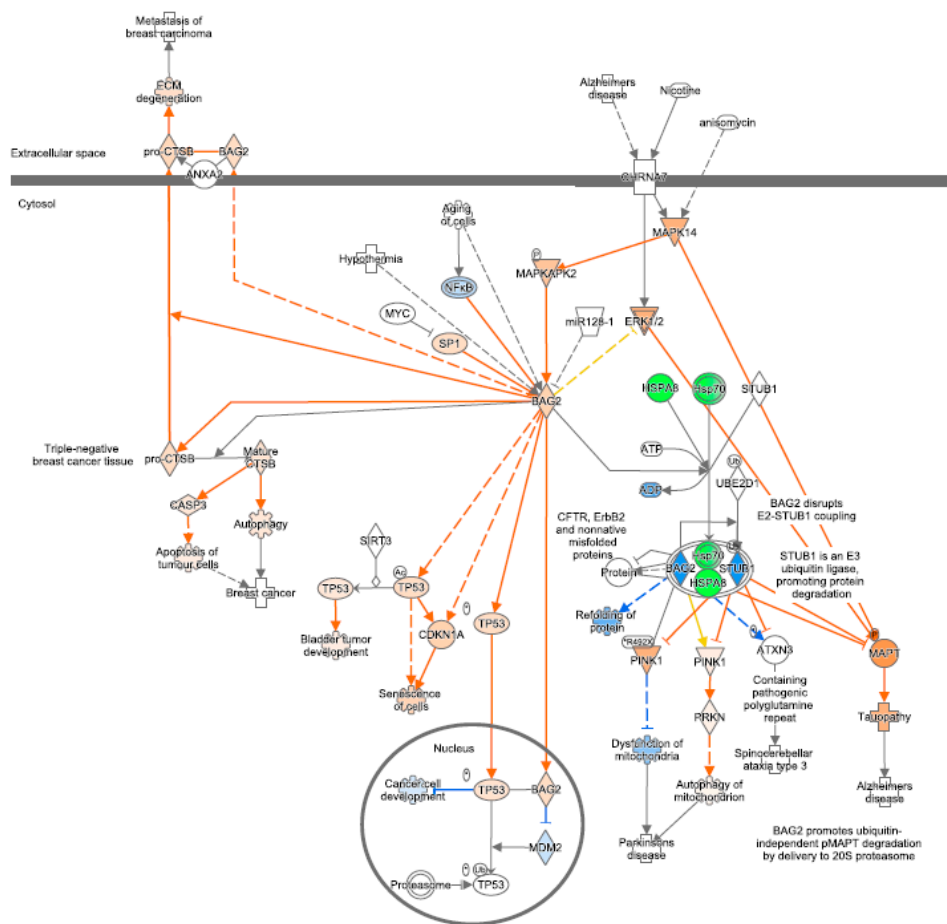 Metastasis of
breast carcinoma
ECM
degeneration
Alzheimers
disease
Nicotine
anisomycin
Extracellular space
pro-CTSB
BAG2
ANXA2
CHRNA7
Cytosol
Aging
of cells
MAPK14
Hypothermia
P
MAPKAPK2
NFκB
MYC
miR128-1
ERK1/2
SP1
HSPA8
Hsp70
STUB1
BAG2
Triple-negative
breast cancer tissue
pro-CTSB
Mature
CTSB
ATP
Ub
UBE2D1
ADP
BAG2 disrupts
E2-STUB1 coupling
CASP3
Autophagy
CFTR, ErbB2
and nonnative
misfolded
proteins
SIRT3
Apoptosis of
tumour cells
Breast cancer
Protein
BAG2
Hsp70
HSPA8
STUB1
STUB1 is an E3
ubiquitin ligase,
promoting protein
degradation
TP53
Ac
TP53
Refolding of
protein
CDKN1A
*
TP53
*R492X
PINK1
PINK1
*
ATXN3
P
MAPT
Bladder tumor
development
Senescence
of cells
PRKN
Containing
pathogenic
polyglutamine
repeat
Tauopathy
Nucleus
Dysfunction of
mitochondria
Spinocerebellar
ataxia type 3
Cancer cell
development
*
TP53
BAG2
Autophagy of
mitochondrion
Alzheimers
disease
MDM2
Parkinsons
disease
BAG2 promotes ubiquitin-
independent pMAPT degradation
by delivery to 20S proteasome
Proteasome
*
Ub
TP53